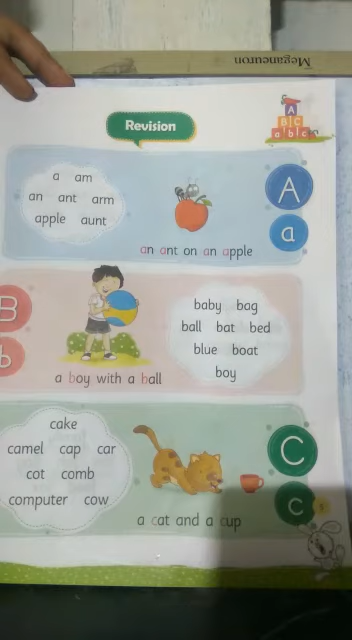 Meganeuron
Revision
A
B C
a b c
a am
an ant arm
apple aunt
an ant on an apple
A
a
B
b
baby bag
ball bat bed
blue boat
boy
a boy with a ball
cake
camel cap car
cot comb
computer cow
a cat and a cup
C
c